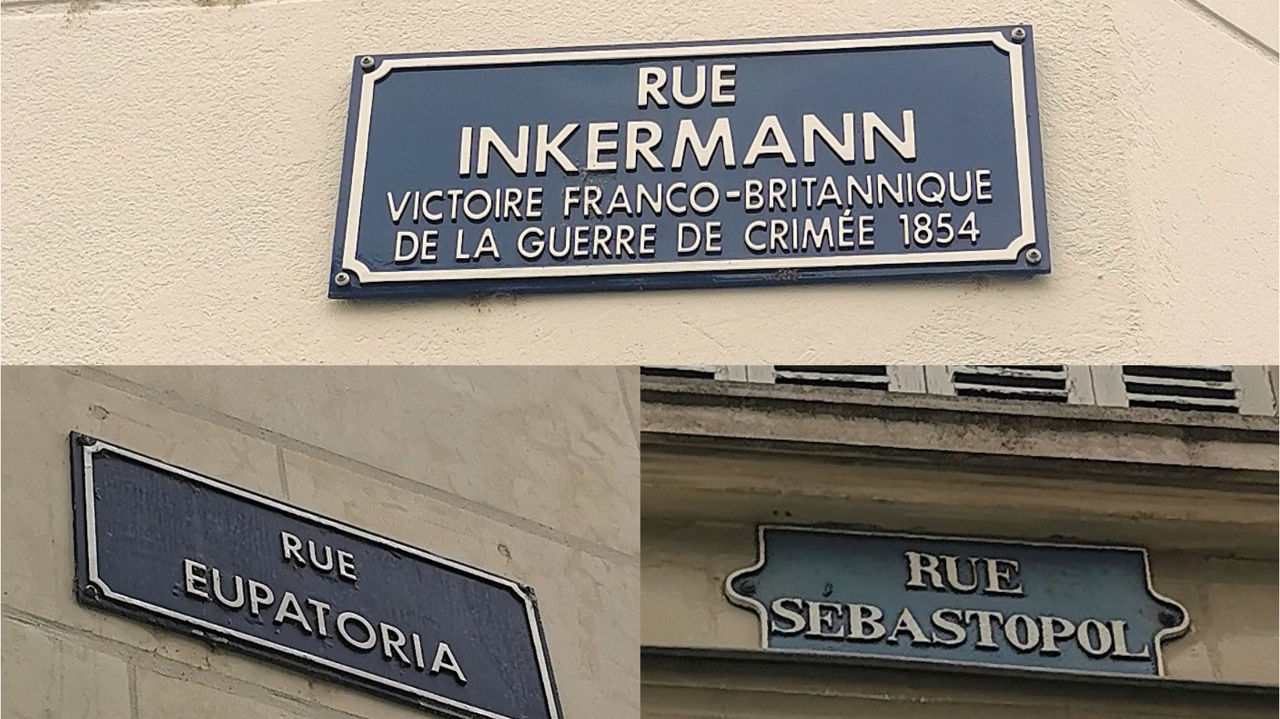 RUE
INKERMANN
VICTOIRE FRANCO-BRITANNIQUE
DE LA GUERRE DE CRIMÉE 1854
RUE
EUPATORIA
RUE
SÉBASTOPOL